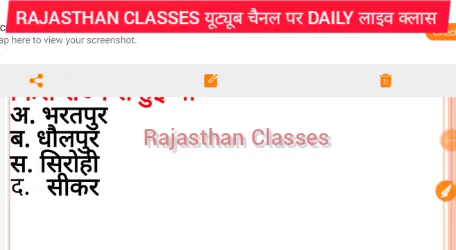 RAJASTHAN CLASSES यूट्यूब चैनल पर DAILY लाइव क्लास
ap here to view your screenshot.
अ. भरतपुर
ब. धौलपुर
Rajasthan Classes
स. सिरोही
द. सीकर